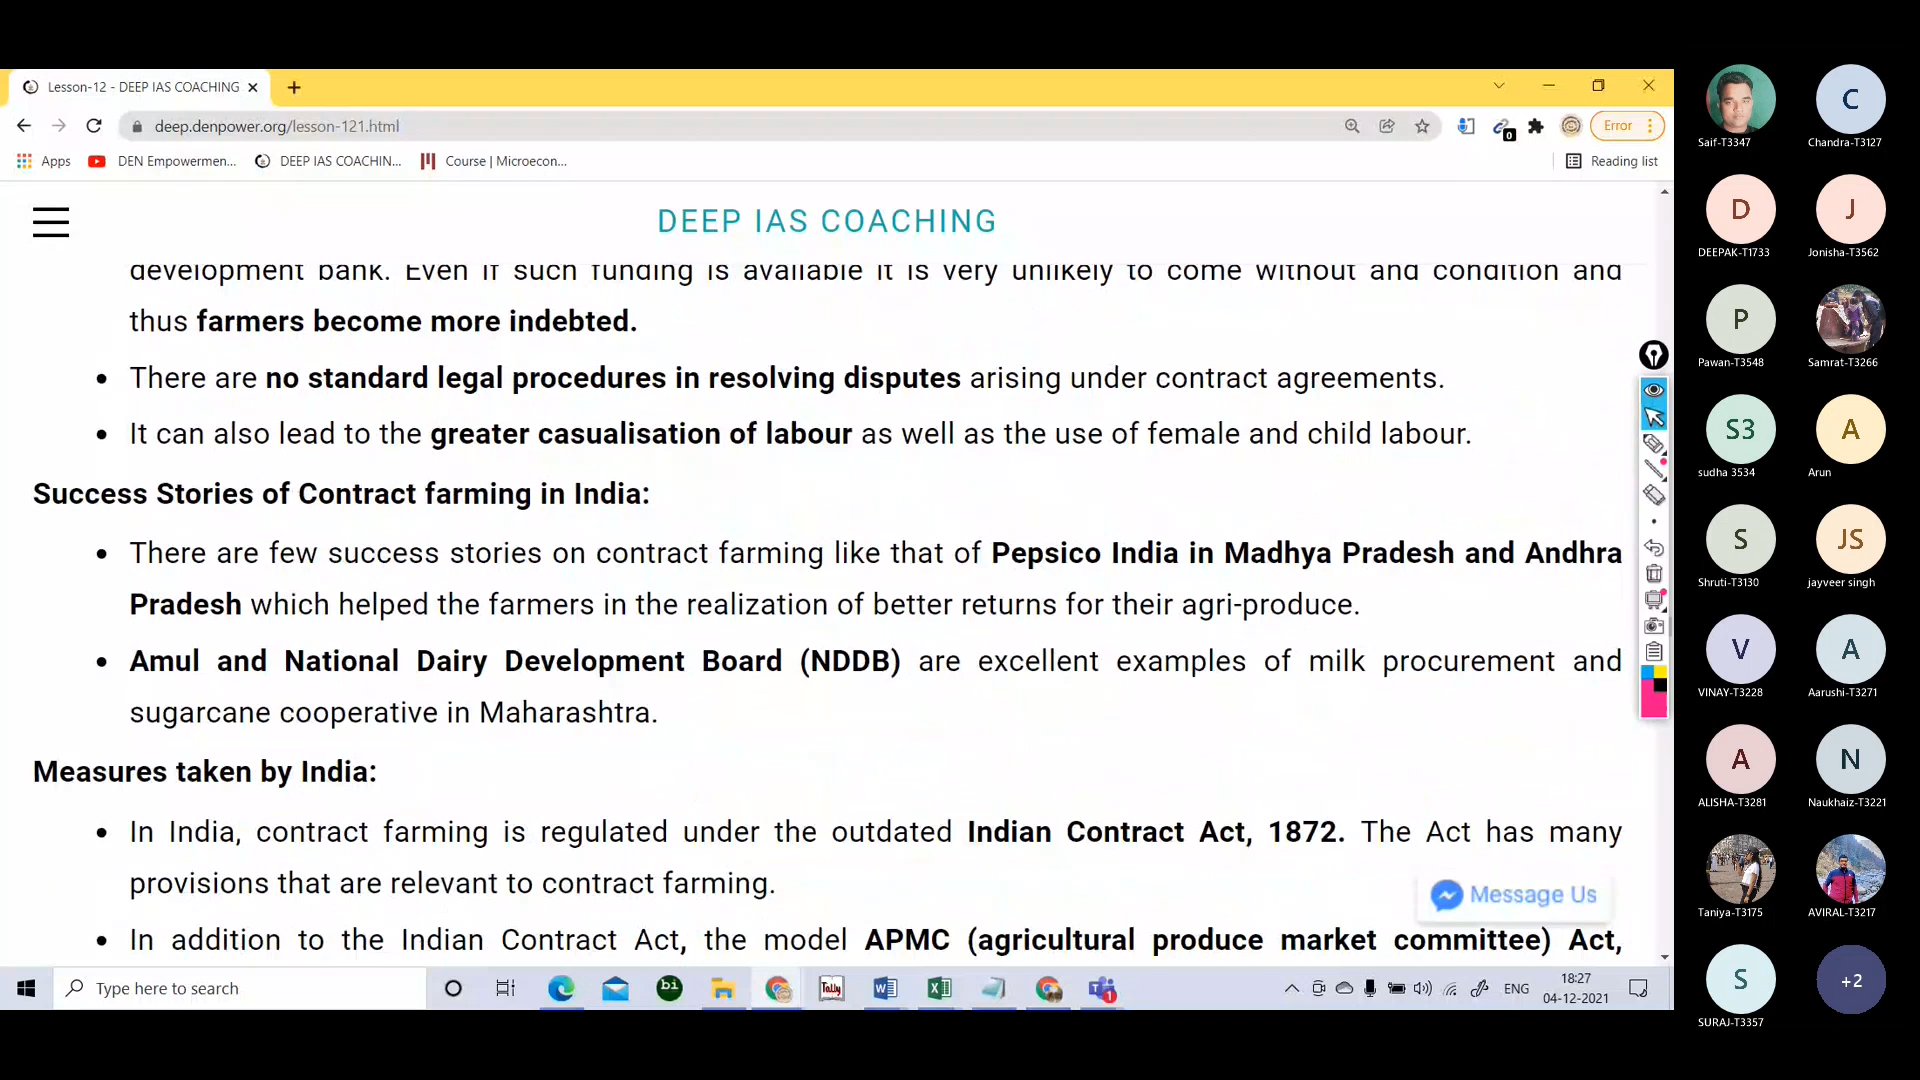 Lesson-12 - DEEP IAS COACHING
deep.denpower.org/lesson-121.html
Error
Apps
DEN Empowermen...
DEEP IAS COACHIN...
Course | Microecon...
Reading list
DEEP IAS COACHING
development bank. Even if such funding is available it is very unlikely to come without and condition and
thus farmers become more indebted.
• There are no standard legal procedures in resolving disputes arising under contract agreements.
• It can also lead to the greater casualisation of labour as well as the use of female and child labour.
Success Stories of Contract farming in India:
• There are few success stories on contract farming like that of Pepsico India in Madhya Pradesh and Andhra
Pradesh which helped the farmers in the realization of better returns for their agri-produce.
• Amul and National Dairy Development Board (NDDB) are excellent examples of milk procurement and
sugarcane cooperative in Maharashtra.
Measures taken by India:
• In India, contract farming is regulated under the outdated Indian Contract Act, 1872. The Act has many
provisions that are relevant to contract farming.
Message Us
• In addition to the Indian Contract Act, the model APMC (agricultural produce market committee) Act,
Type here to search
bi
Tally
1
ENG
18:27
04-12-2021
0
Saif-T3347
C
Chandra-T3127
D
DEEPAK-T1733
J
Jonisha-T3562
P
Pawan-T3548
Samrat-T3266
S3
sudha 3534
A
Arun
S
Shruti-T3130
JS
jayveer singh
V
VINAY-T3228
A
Aarushi-T3271
A
ALISHA-T3281
N
Naukhaiz-T3221
Taniya-T3175
AVIRAL-T3217
S
SURAJ-T3357
+2